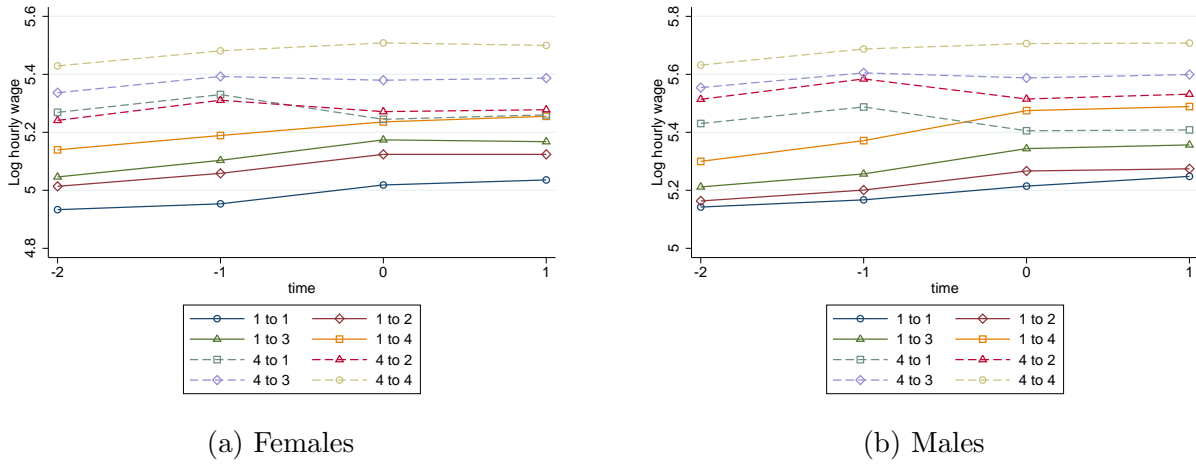 5.6
5.4
5.2
5
4.8
Log hourly wage
-2 -1 0 1
time
1 to 1 1 to 2
1 to 3 1 to 4
4 to 1 4 to 2
4 to 3 4 to 4
(a) Females
5.8
5.6
5.4
5.2
5
Log hourly wage
-2 -1 0 1
time
1 to 1 1 to 2
1 to 3 1 to 4
4 to 1 4 to 2
4 to 3 4 to 4
(b) Males